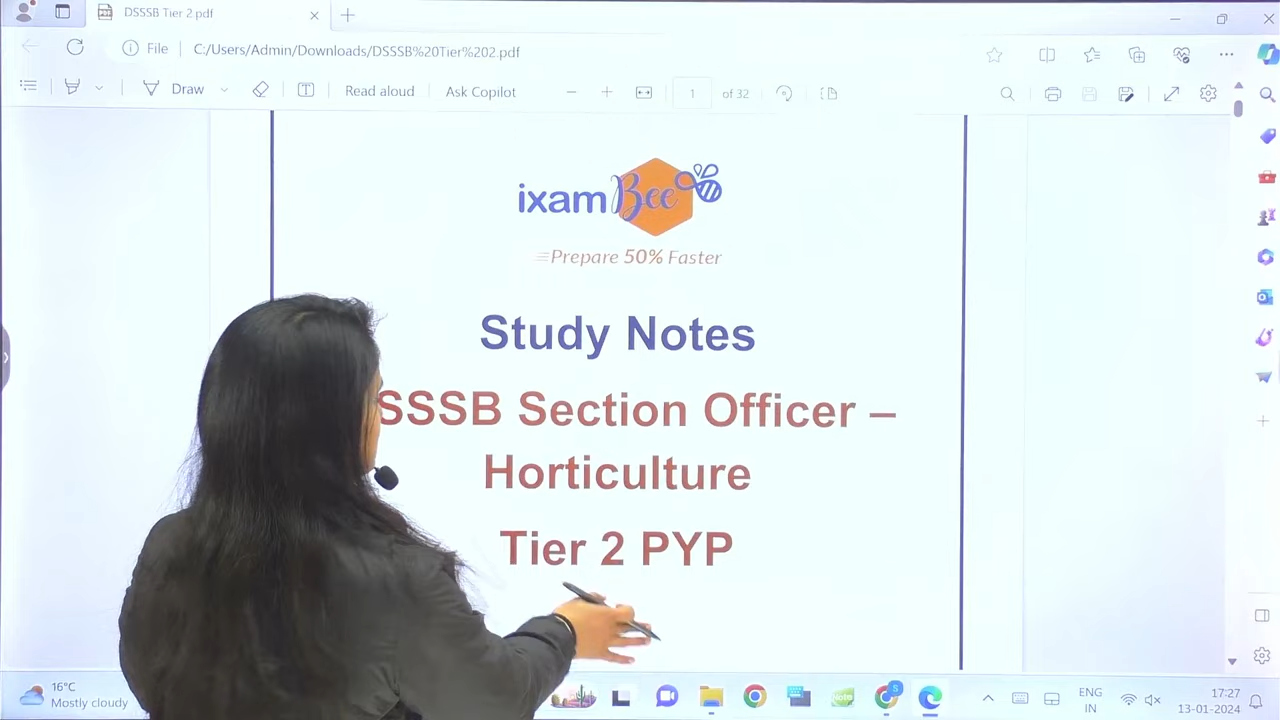 DSSSB Tier 2.pdf
File
C:/Users/Admin/Downloads/DSSSB%20Tier%202.pdf
Draw
Read aloud
Ask Copilot
1 of 32
ixamBee
Prepare 50% Faster
Study Notes
SSSB Section Officer –
Horticulture
Tier 2 PYP
16°C
Mostly cloudy
ENG
IN
17:27
13-01-2024